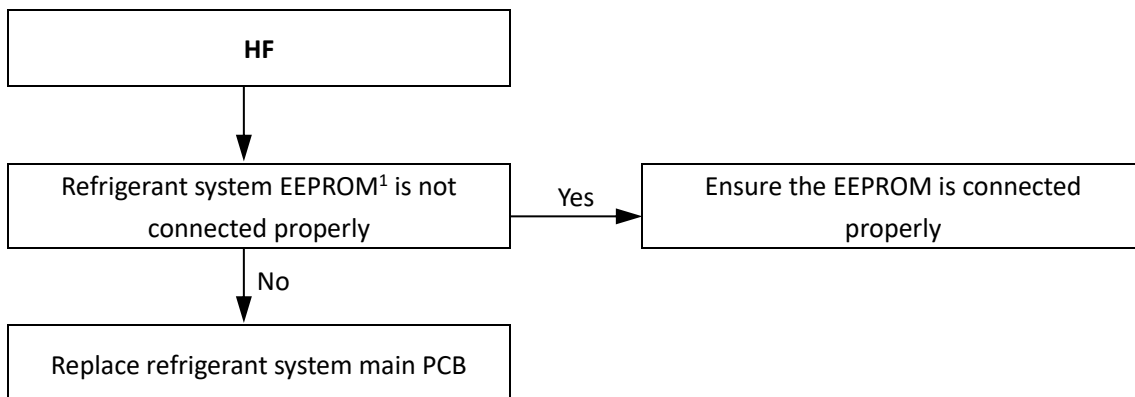 HF
Refrigerant system EEPROM¹ is not
connected properly
Yes
Ensure the EEPROM is connected
properly
No
Replace refrigerant system main PCB